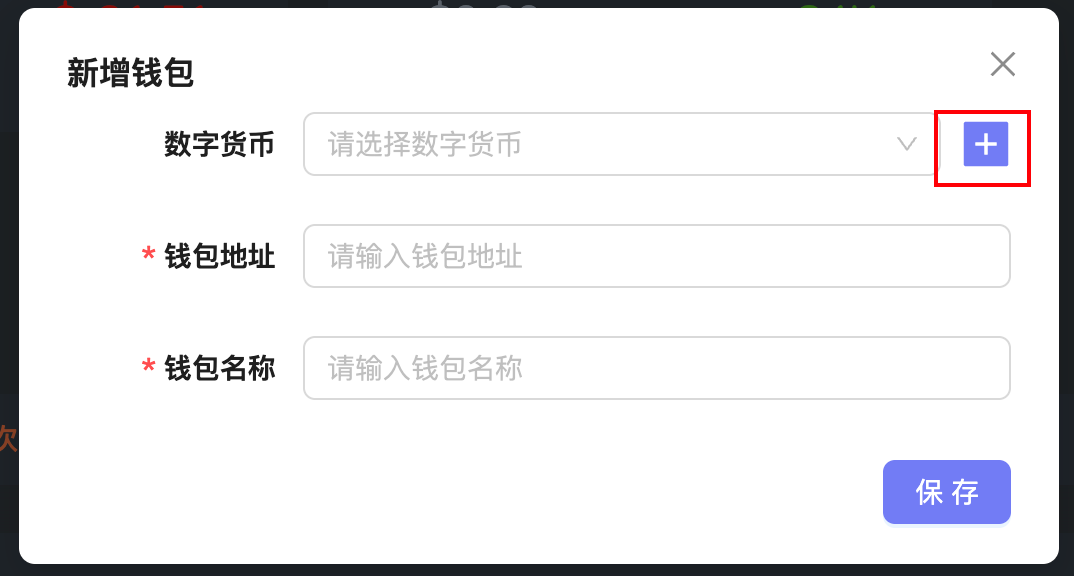 新增钱包
数字货币 请选择数字货币
* 钱包地址 请输入钱包地址
* 钱包名称 请输入钱包名称
次
保存